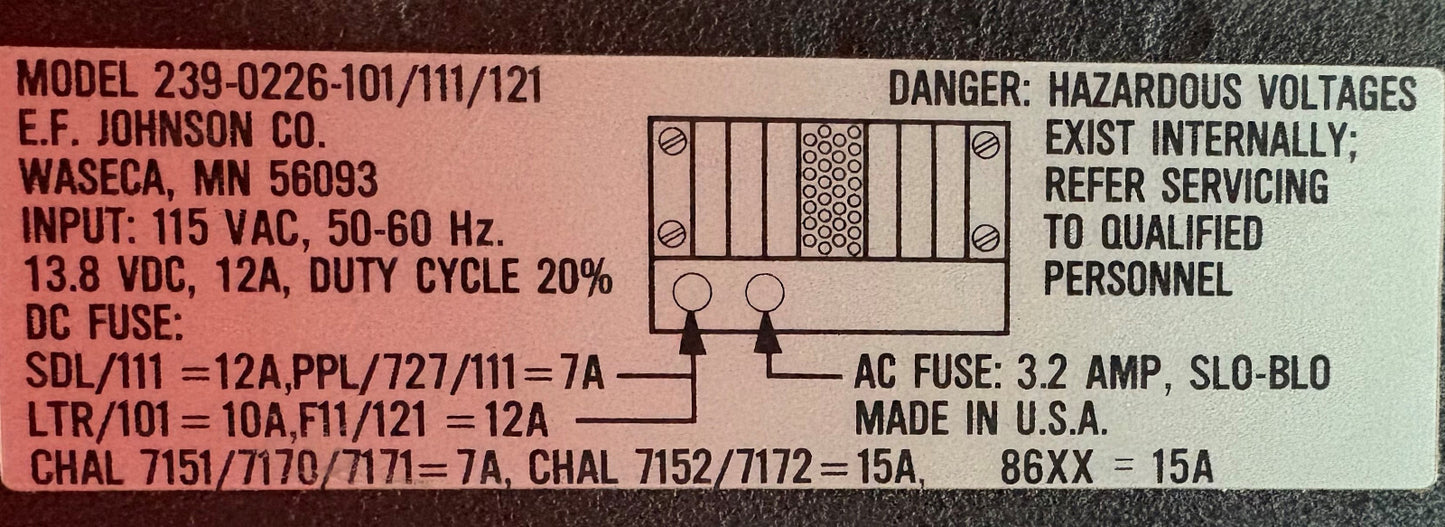 MODEL 239-0226-101/111/121
E.F. JOHNSON CO.
WASECA, MN 56093
INPUT: 115 VAC, 50-60 Hz.
13.8 VDC, 12A, DUTY CYCLE 20%
DC FUSE:
SDL/111 =12A,PPL/727/111= 7A
LTR/101 = 10A,F11/121 =12A
CHAL 7151/7170/7171= 7A, CHAL 7152/7172=15A, 86XX = 15A
DANGER: HAZARDOUS VOLTAGES
EXIST INTERNALLY;
REFER SERVICING
TO QUALIFIED
PERSONNEL
AC FUSE: 3.2 AMP, SLO-BLO
MADE IN U.S.A.